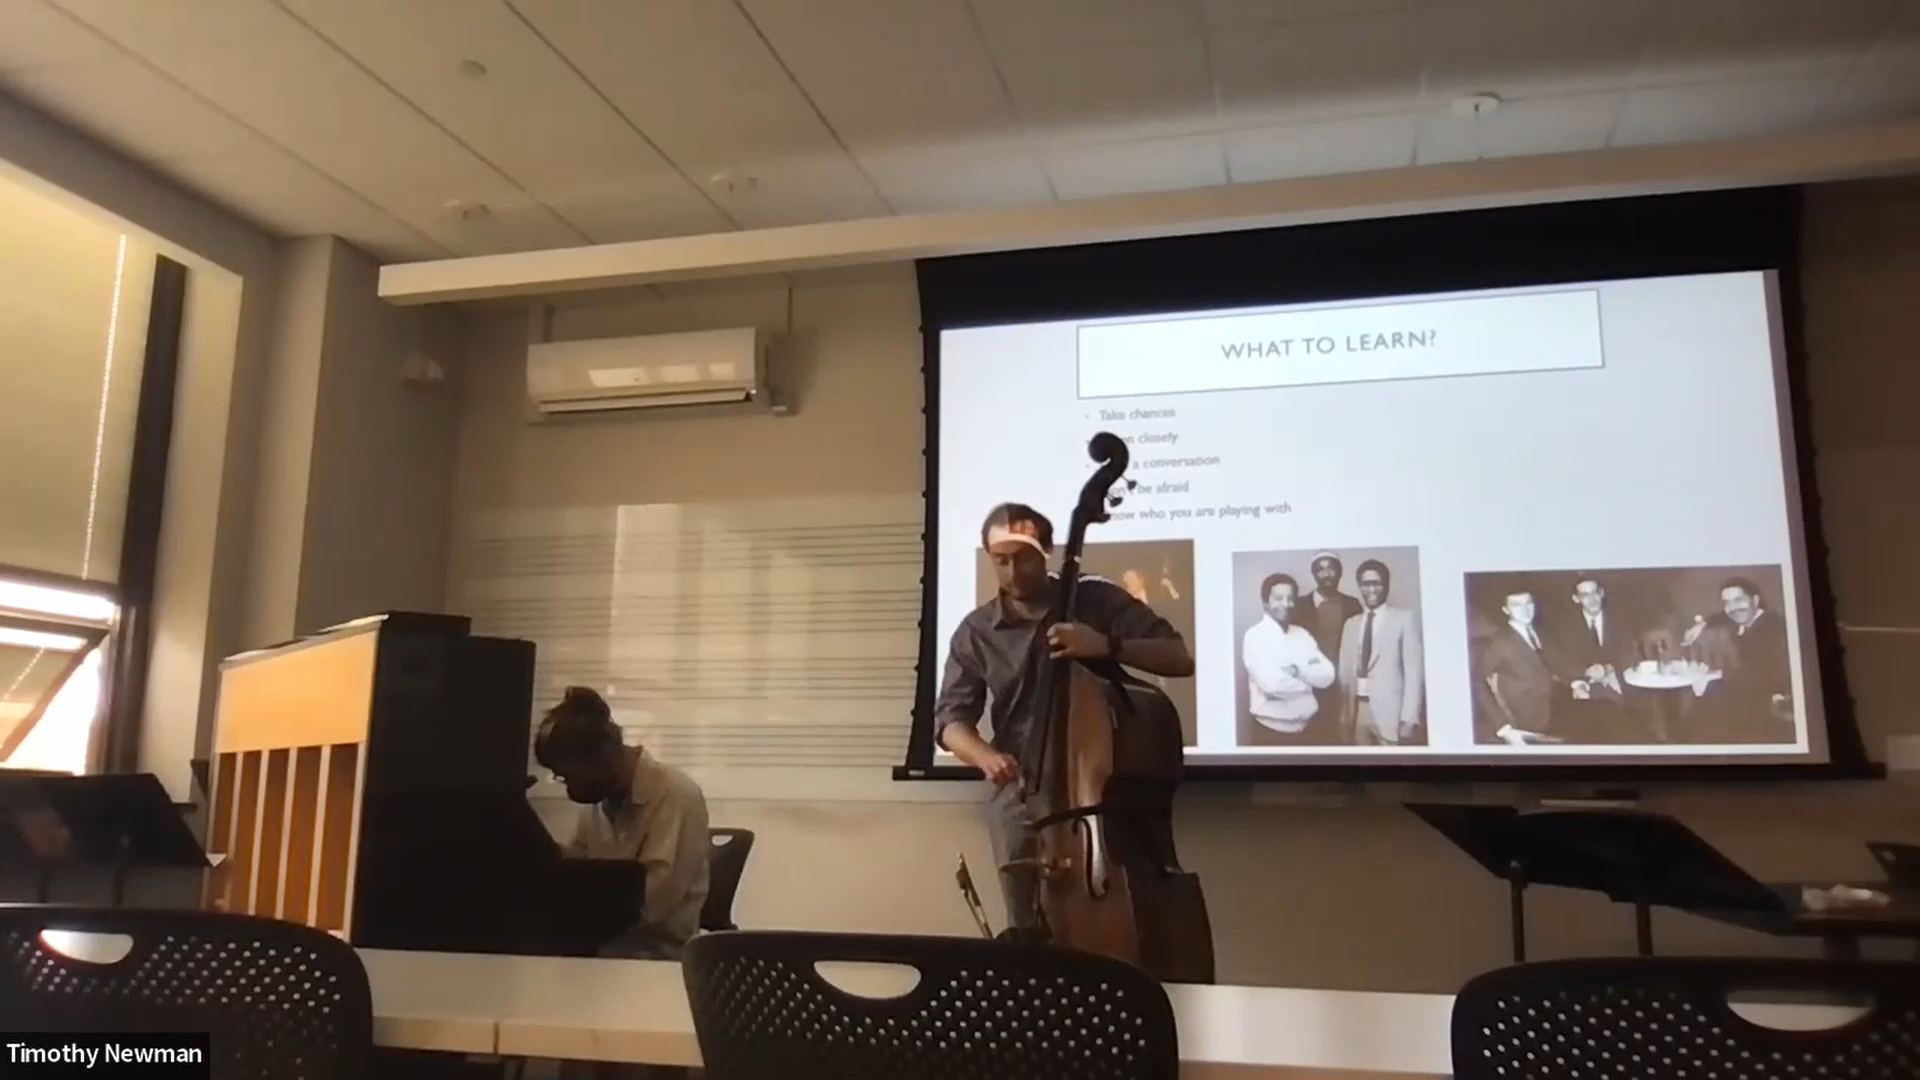 WHAT TO LEARN?
Take chances
closely
a conversation
be afraid
who you are playing with
Timothy Newman